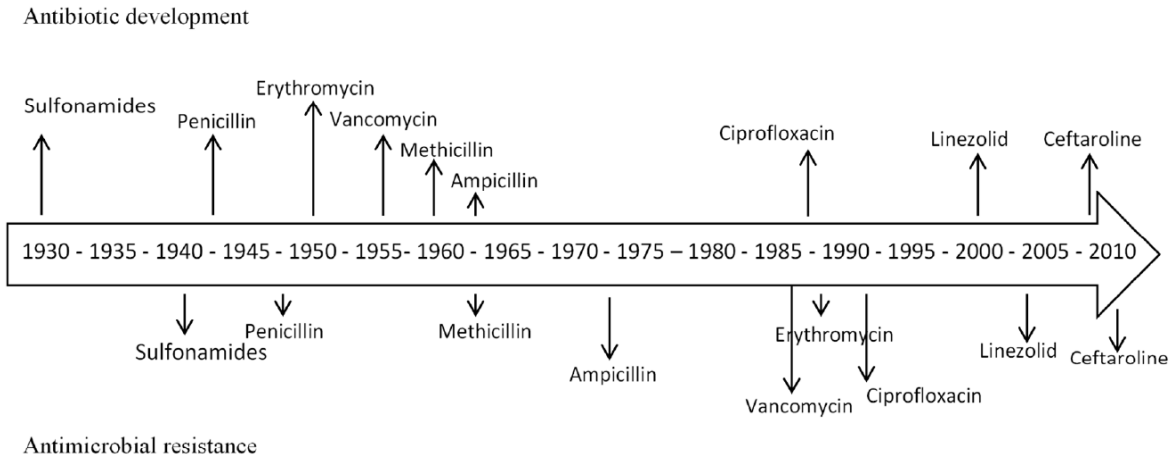 Antibiotic development
Erythromycin
Sulfonamides
Penicillin
Vancomycin
Methicillin
Ampicillin
Ciprofloxacin
Linezolid
Ceftaroline
1930 - 1935 - 1940 - 1945 - 1950 - 1955- 1960 - 1965 - 1970 - 1975 – 1980 - 1985 - 1990 - 1995 - 2000 - 2005 - 2010
Sulfonamides
Penicillin
Methicillin
Ampicillin
Erythromycin
Vancomycin
Ciprofloxacin
Linezolid
Ceftaroline
Antimicrobial resistance